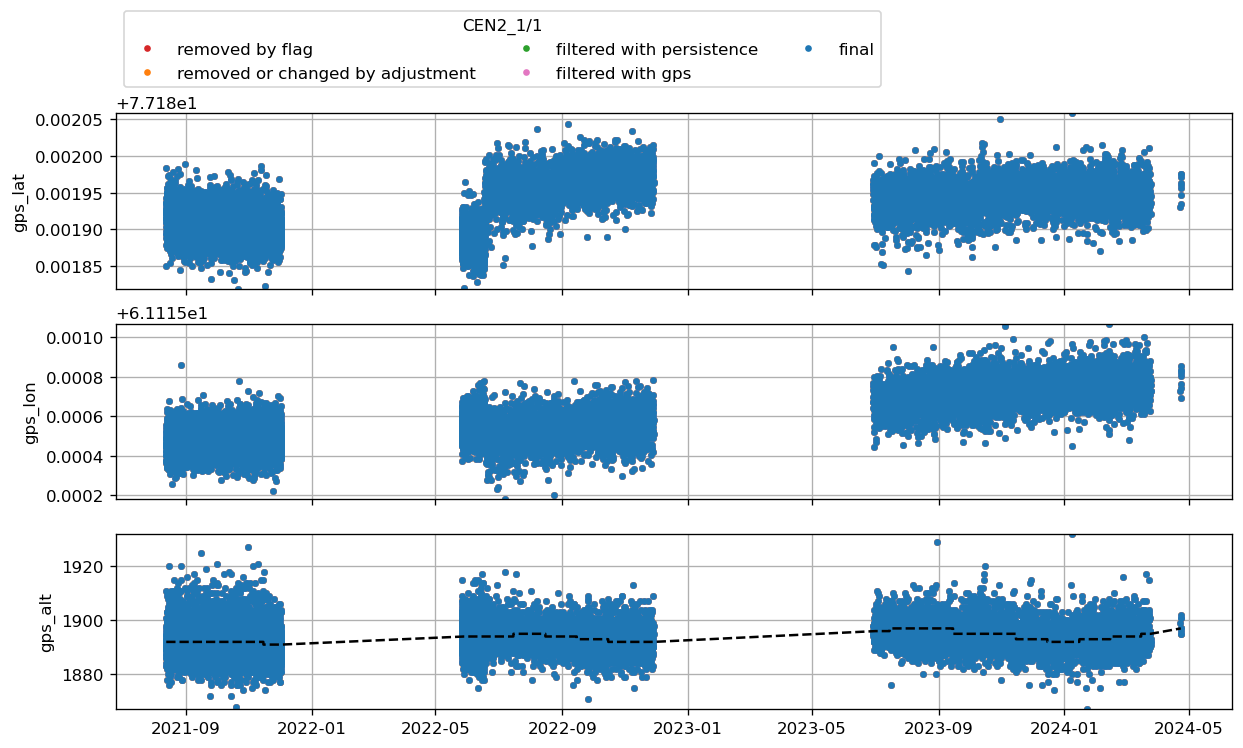 CEN2_1/1
removed by flag
filtered with persistence
final
removed or changed by adjustment
filtered with gps
+7.718e1
0.00205
0.00200
0.00195
0.00190
0.00185
gps_lat
+6.1115e1
0.0010
0.0008
0.0006
0.0004
0.0002
gps_lon
1920
1900
1880
gps_alt
2021-09
2022-01
2022-05
2022-09
2023-01
2023-05
2023-09
2024-01
2024-05